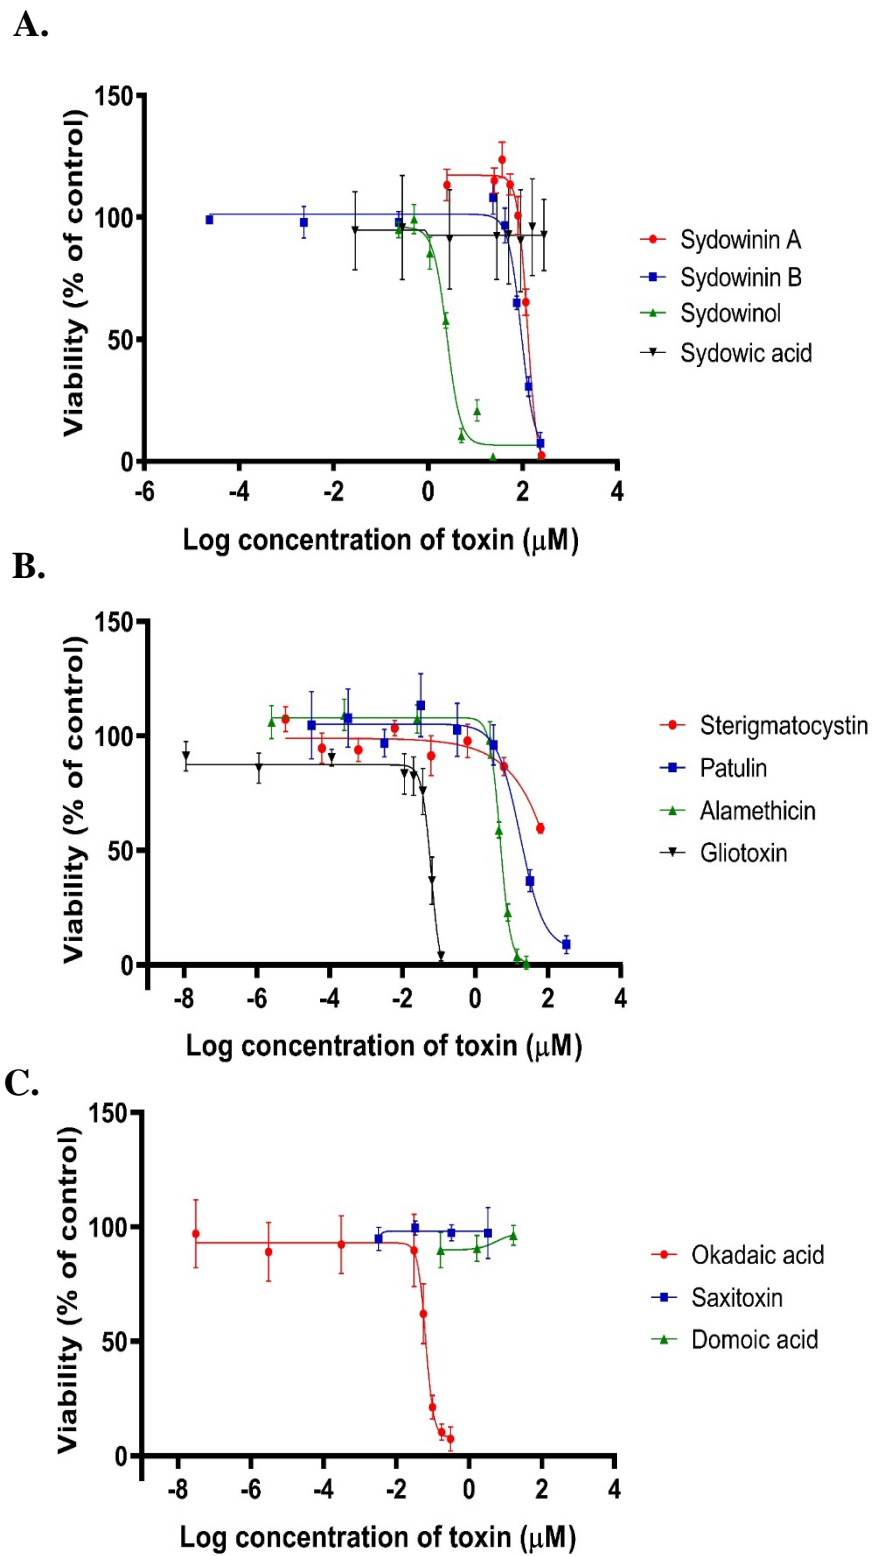 A.
Viability (% of control)
150
100
50
0
-6 -4 -2 0 2 4
Log concentration of toxin (μM)
Sydowinin A
Sydowinin B
Sydowinol
Sydowic acid
B.
Viability (% of control)
150
100
50
0
-8 -6 -4 -2 0 2 4
Log concentration of toxin (μM)
Sterigmatocystin
Patulin
Alamethicin
Gliotoxin
C.
Viability (% of control)
150
100
50
0
-8 -6 -4 -2 0 2 4
Log concentration of toxin (μM)
Okadaic acid
Saxitoxin
Domoic acid